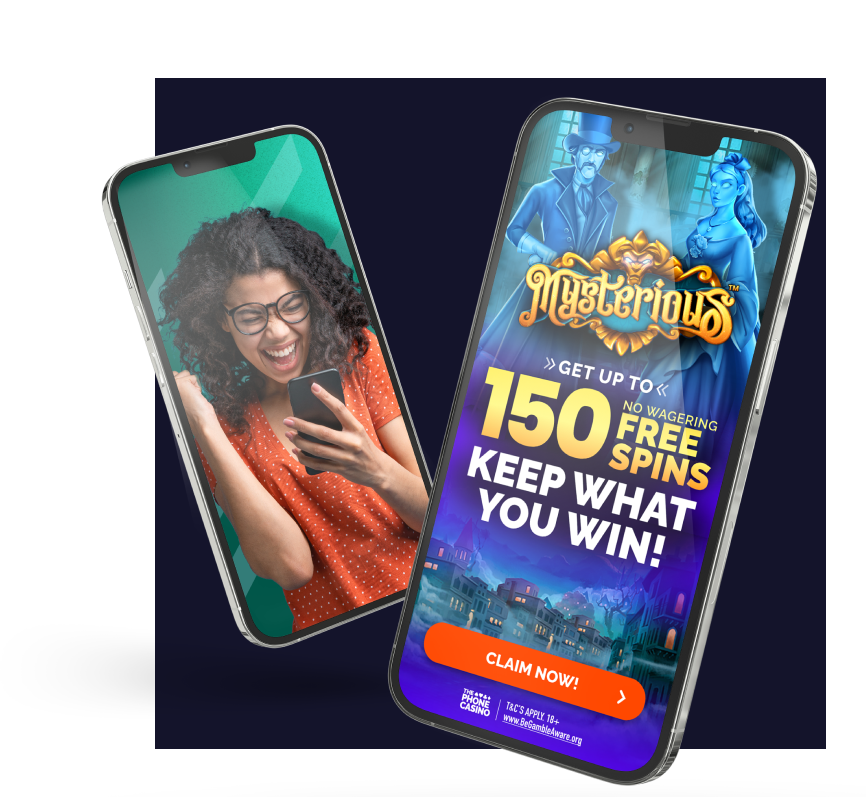 Mysterious™
GET UP TO
150
NO WAGERING
FREE
SPINS
KEEP WHAT
YOU WIN!
CLAIM NOW!
THE
PHONE
CASINO
T&C'S APPLY. 18+
www.BeGambleAware.org